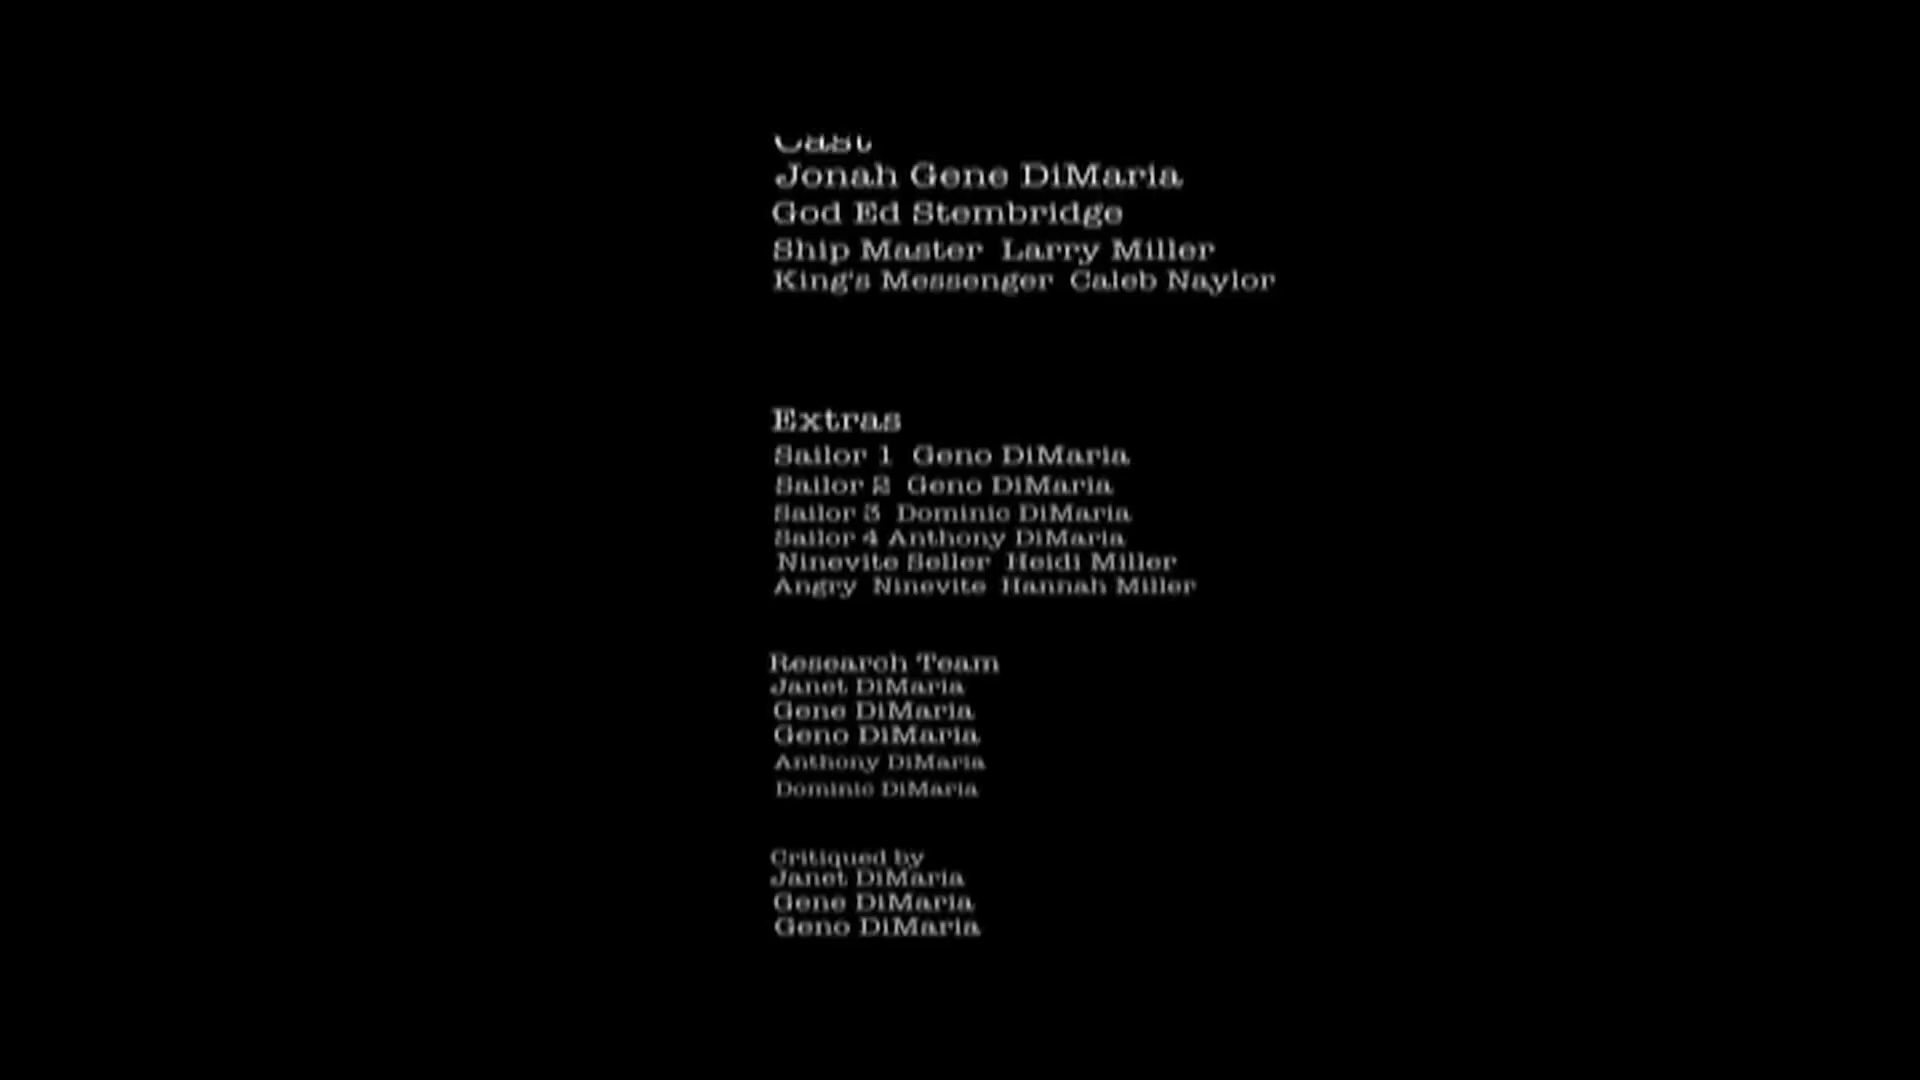 Cast
Jonah Gene DiMaria
God Ed Stembridge
Ship Master Larry Miller
King's Messenger Caleb Naylor
Extras
Sailor 1 Geno DiMaria
Sailor 2 Geno DiMaria
Sailor 3 Dominic DiMaria
Sailor 4 Anthony DiMaria
Ninevite Seller Heidi Miller
Angry Ninevite Hannah Miller
Research Team
Janet DiMaria
Gene DiMaria
Geno DiMaria
Anthony DiMaria
Dominic DiMaria
Critiqued by
Janet DiMaria
Gene DiMaria
Geno DiMaria